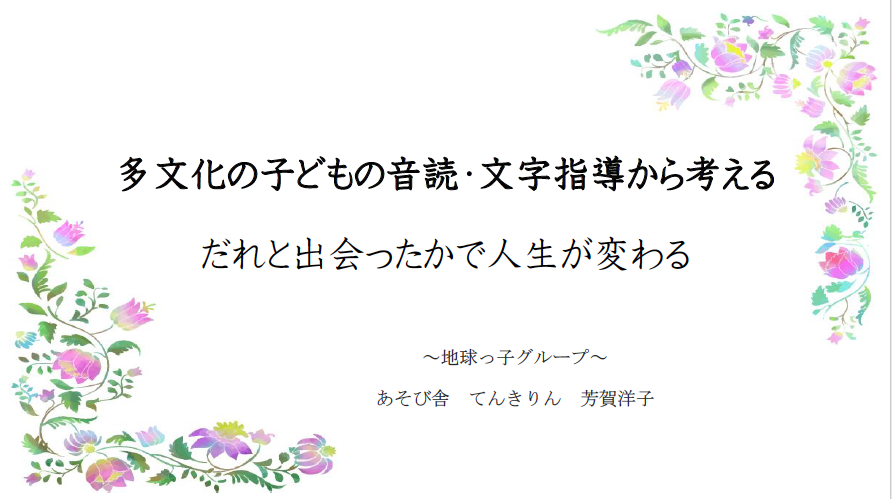 多文化の子どもの音読・文字指導から考える
だれと出会ったかで人生が変わる
～地球っ子グループ～
あそび舎　てんきりん　芳賀洋子